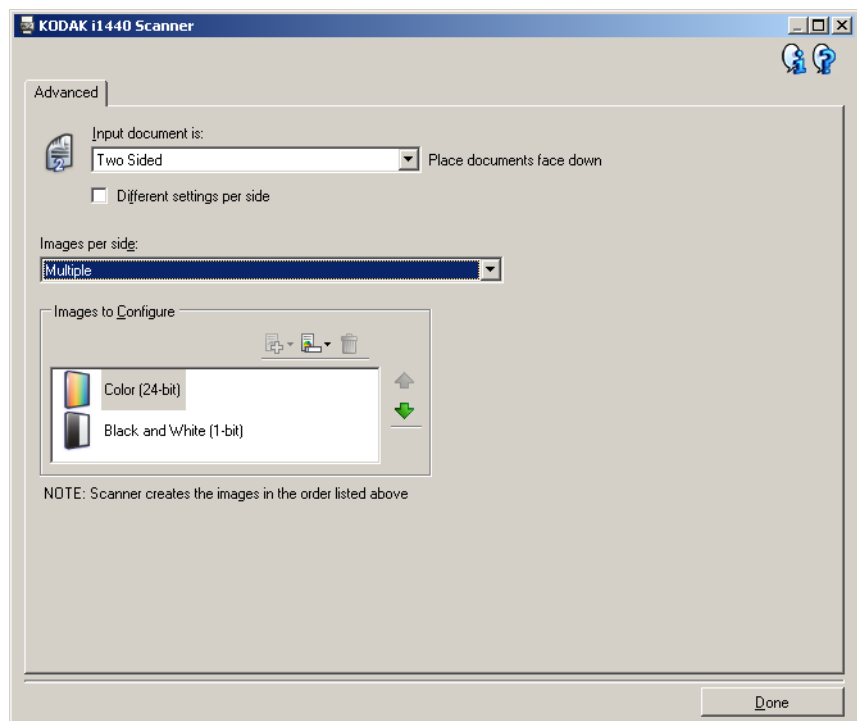 KODAK i1440 Scanner
Advanced
Input document is:
Two Sided
Place documents face down
Different settings per side
Images per side:
Multiple
Images to Configure
Color (24-bit)
Black and White (1-bit)
NOTE: Scanner creates the images in the order listed above
Done